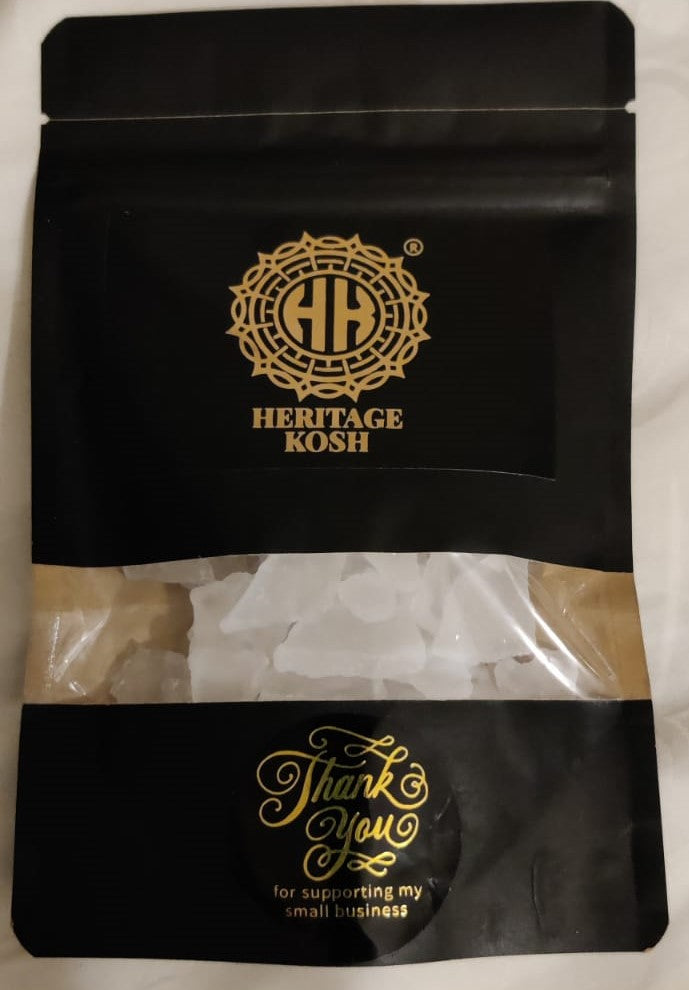 HK
®
HERITAGE
KOSH
Thank
You
for supporting my
small business